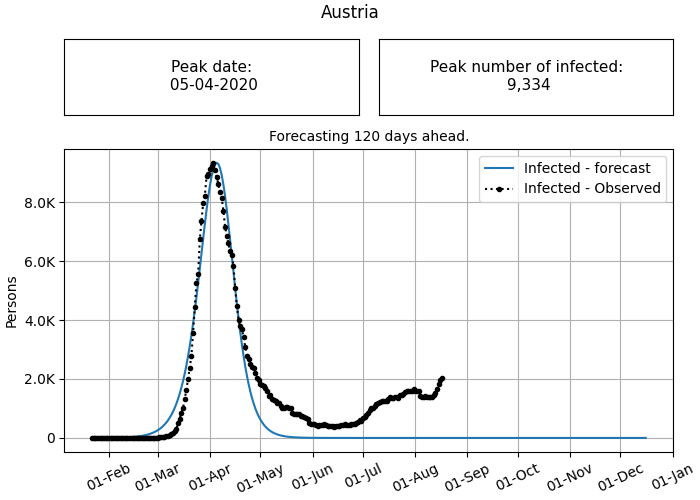 Austria
Peak date:
05-04-2020
Peak number of infected:
9,334
Forecasting 120 days ahead.
Infected - forecast
Infected - Observed
Persons
8.0K
6.0K
4.0K
2.0K
0
01-Feb
01-Mar
01-Apr
01-May
01-Jun
01-Jul
01-Aug
01-Sep
01-Oct
01-Nov
01-Dec
01-Jan